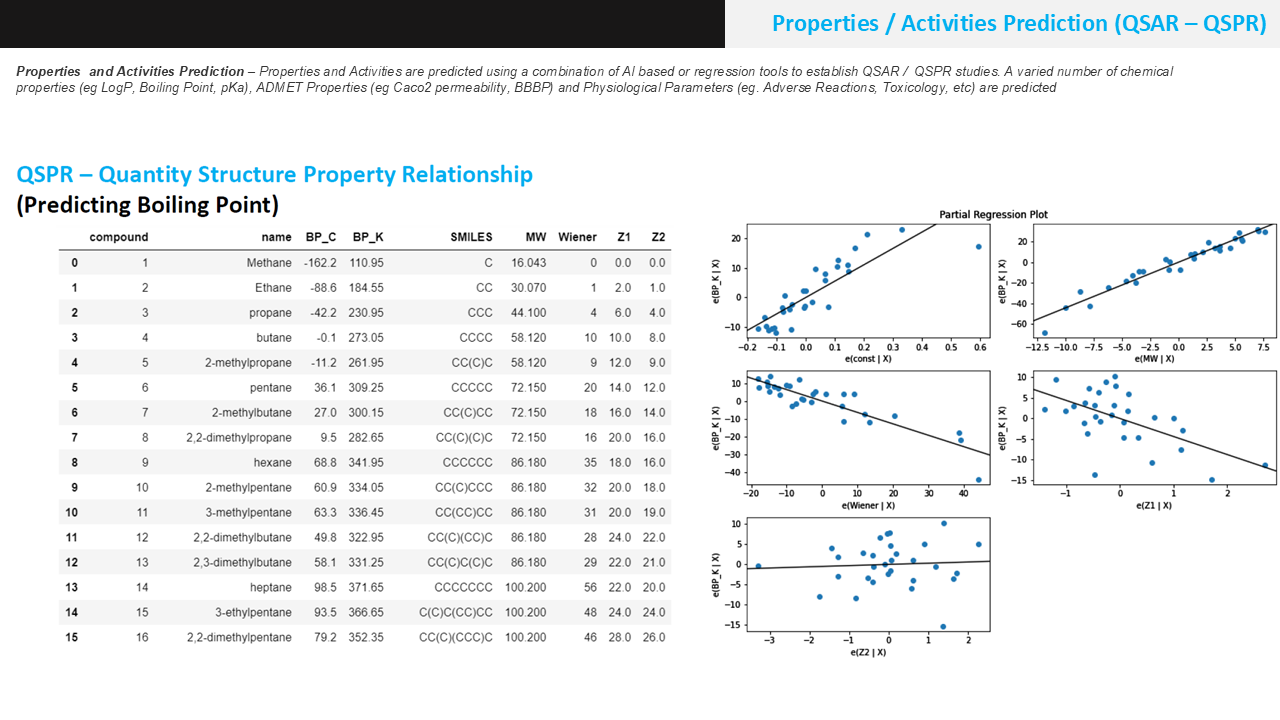 Properties / Activities Prediction (QSAR – QSPR)
Properties and Activities Prediction – Properties and Activities are predicted using a combination of AI based or regression tools to establish QSAR / QSPR studies. A varied number of chemical
properties (eg LogP, Boiling Point, pKa), ADMET Properties (eg Caco2 permeability, BBBP) and Physiological Parameters (eg. Adverse Reactions, Toxicology, etc) are predicted
QSPR – Quantity Structure Property Relationship
(Predicting Boiling Point)
compound name BP_C BP_K SMILES MW Wiener Z1 Z2
0 1 Methane -162.2 110.95 C 16.043 0 0.0 0.0
1 2 Ethane -88.6 184.55 CC 30.070 1 2.0 1.0
2 3 propane -42.2 230.95 CCC 44.100 4 6.0 4.0
3 4 butane -0.1 273.05 CCCC 58.120 10 10.0 8.0
4 5 2-methylpropane -11.2 261.95 CC(C)C 58.120 9 12.0 9.0
5 6 pentane 36.1 309.25 CCCCC 72.150 20 14.0 12.0
6 7 2-methylbutane 27.0 300.15 CC(C)CC 72.150 18 16.0 14.0
7 8 2,2-dimethylpropane 9.5 282.65 CC(C)(C)C 72.150 16 20.0 16.0
8 9 hexane 68.8 341.95 CCCCCC 86.180 35 18.0 16.0
9 10 2-methylpentane 60.9 334.05 CC(C)CCC 86.180 32 20.0 18.0
10 11 3-methylpentane 63.3 336.45 CC(CC)CC 86.180 31 20.0 19.0
11 12 2,2-dimethylbutane 49.8 322.95 CC(C)(CC)C 86.180 28 24.0 22.0
12 13 2,3-dimethylbutane 58.1 331.25 CC(C)C(C)C 86.180 29 22.0 21.0
13 14 heptane 98.5 371.65 CCCCCCC 100.200 56 22.0 20.0
14 15 3-ethylpentane 93.5 366.65 C(C)C(CC)CC 100.200 48 24.0 24.0
15 16 2,2-dimethylpentane 79.2 352.35 CC(C)(CCC)C 100.200 46 28.0 26.0
Partial Regression Plot
e(BP_K | X)
20
10
0
−10
−0.2 −0.1 0.0 0.1 0.2 0.3 0.4 0.5 0.6
e(const | X)
e(BP_K | X)
20
0
−20
−40
−60
−12.5 −10.0 −7.5 −5.0 −2.5 0.0 2.5 5.0 7.5
e(MW | X)
e(BP_K | X)
10
0
−10
−20
−30
−40
−20 −10 0 10 20 30 40
e(Wiener | X)
e(BP_K | X)
10
5
0
−5
−10
−15
−1 0 1 2
e(Z1 | X)
e(BP_K | X)
10
5
0
−5
−10
−15
−3 −2 −1 0 1 2
e(Z2 | X)